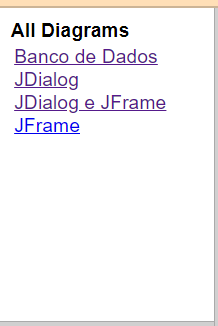 All Diagrams
Banco de Dados
JDialog
JDialog e JFrame
JFrame